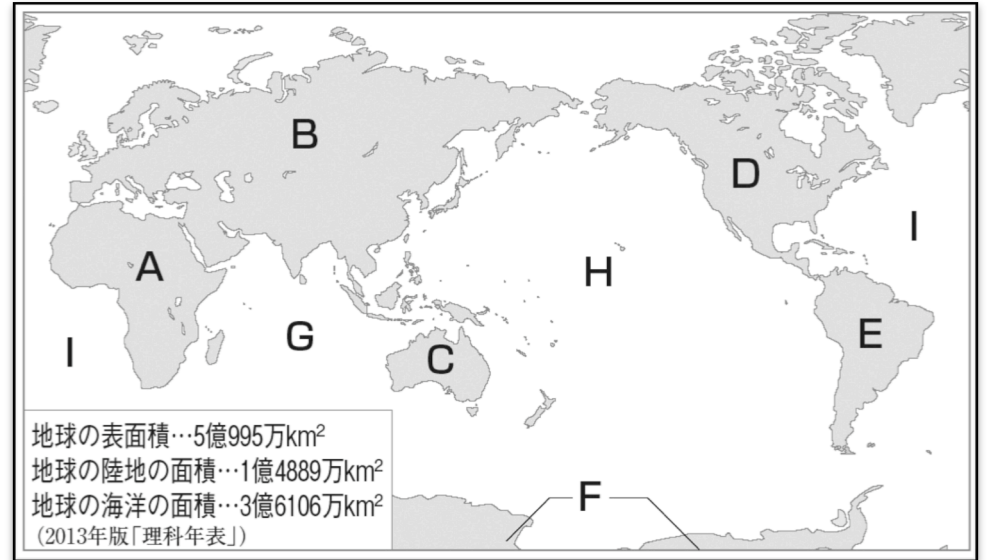 B
D
I
A
H
G
E
I
C
地球の表面積…5億995万km²
地球の陸地の面積…1億4889万km²
地球の海洋の面積…3億6106万km²
(2013年版「理科年表」)
F